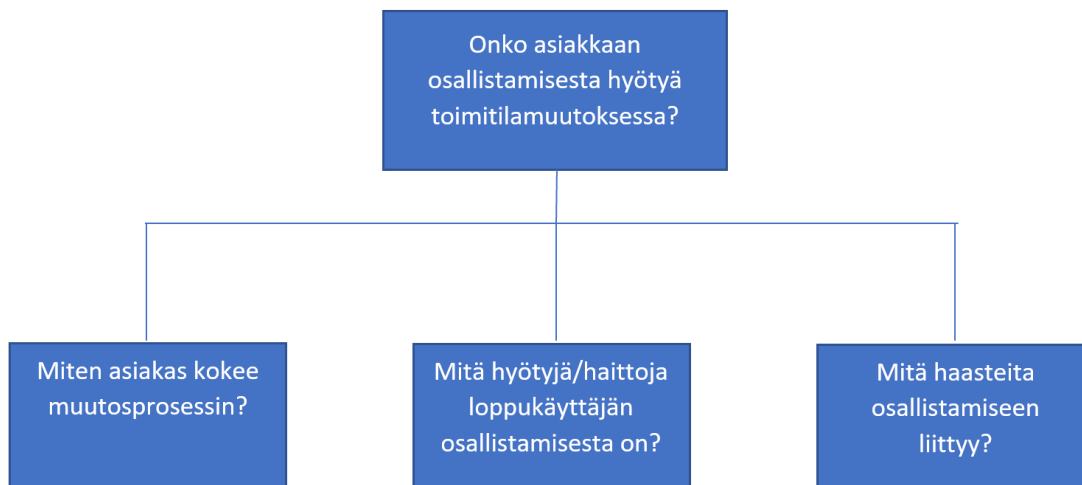 Onko asiakkaan
osallistamisesta hyötyä
toimitilamuutoksessa?
Miten asiakas kokee
muutosprosessin?
Mitä hyötyjä/haittoja
loppukäyttäjän
osallistamisesta on?
Mitä haasteita
osallistamiseen
liittyy?